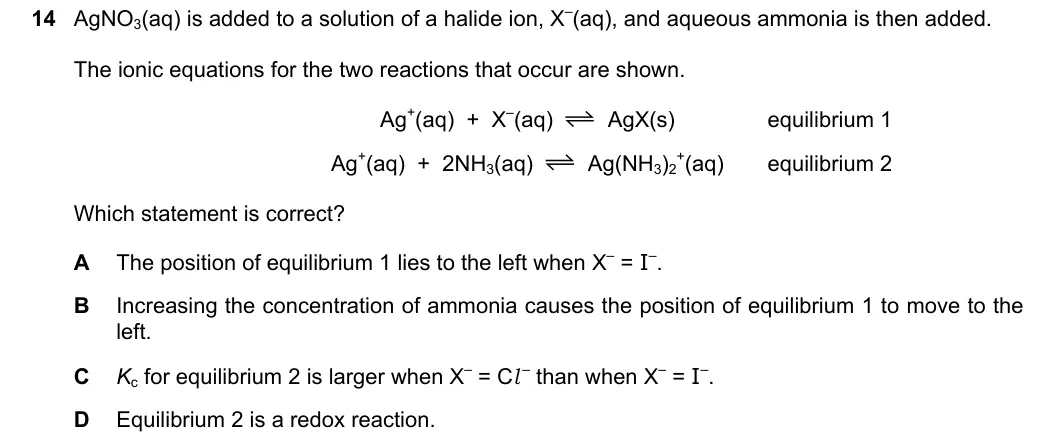 14 AgNO₃(aq) is added to a solution of a halide ion, X⁻(aq), and aqueous ammonia is then added.
The ionic equations for the two reactions that occur are shown.
Ag⁺(aq) + X⁻(aq) ⇌ AgX(s) equilibrium 1
Ag⁺(aq) + 2NH₃(aq) ⇌ Ag(NH₃)₂⁺(aq) equilibrium 2
Which statement is correct?
A The position of equilibrium 1 lies to the left when X⁻ = I⁻.
B Increasing the concentration of ammonia causes the position of equilibrium 1 to move to the
left.
C K꜀ for equilibrium 2 is larger when X⁻ = Cl⁻ than when X⁻ = I⁻.
D Equilibrium 2 is a redox reaction.